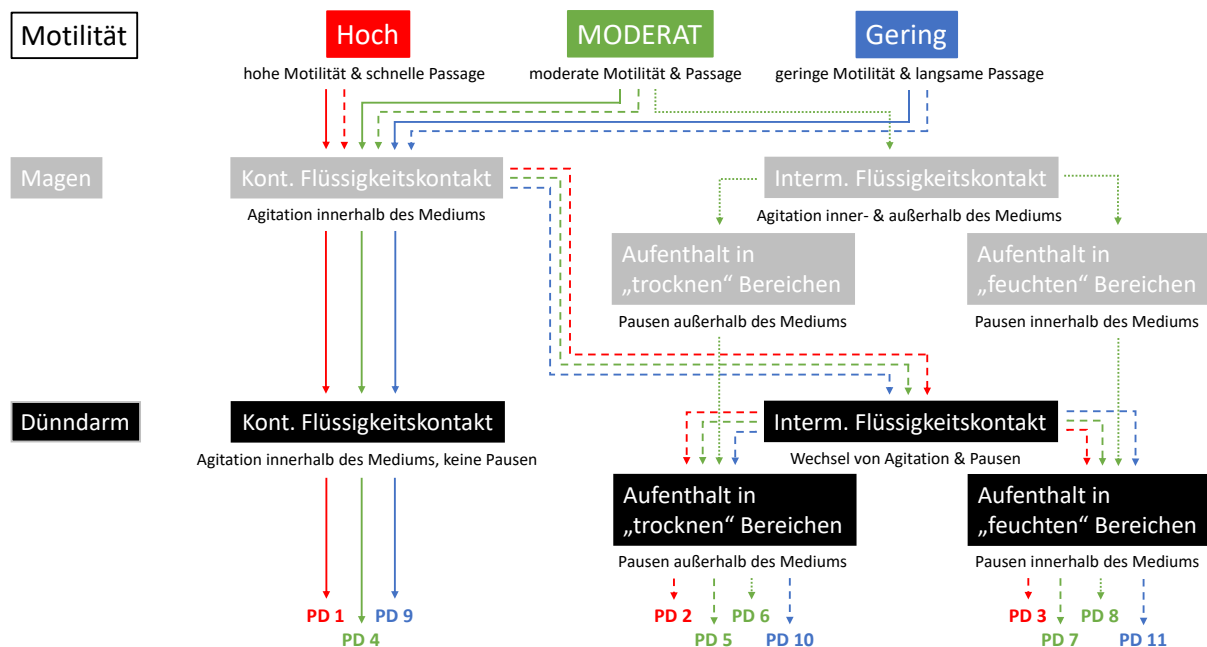 Motilität
Hoch
MODERAT
Gering
hohe Motilität & schnelle Passage
moderate Motilität & Passage
geringe Motilität & langsame Passage
Magen
Kont. Flüssigkeitskontakt
Interm. Flüssigkeitskontakt
Agitation innerhalb des Mediums
Agitation inner- & außerhalb des Mediums
Aufenthalt in
„trocknen“ Bereichen
Aufenthalt in
„feuchten“ Bereichen
Pausen außerhalb des Mediums
Pausen innerhalb des Mediums
Dünndarm
Kont. Flüssigkeitskontakt
Interm. Flüssigkeitskontakt
Agitation innerhalb des Mediums, keine Pausen
Wechsel von Agitation & Pausen
Aufenthalt in
„trocknen“ Bereichen
Aufenthalt in
„feuchten“ Bereichen
Pausen außerhalb des Mediums
Pausen innerhalb des Mediums
PD 1
PD 9
PD 2
PD 6
PD 3
PD 8
PD 4
PD 5
PD 10
PD 7
PD 11